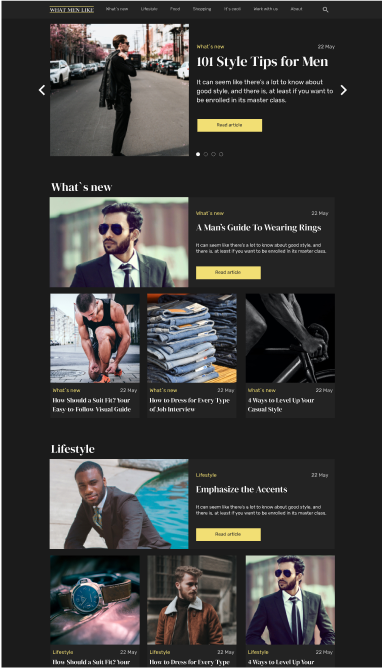 WHAT MEN LIKE
What`s new
Lifestyle
Food
Shopping
It's cool!
Work with us
About
What`s new
22 May
101 Style Tips for Men
It can seem like there's a lot to know about
good style, and there is, at least if you want to
be enrolled in its master class.
Read article
What`s new
What`s new
22 May
A Man's Guide To Wearing Rings
It can seem like there's a lot to know about good style, and
there is, at least if you want to be enrolled in its master class.
Read article
What`s new
22 May
How Should a Suit Fit? Your
Easy-to-Follow Visual Guide
What`s new
22 May
How to Dress for Every Type
of Job Interview
What`s new
22 May
4 Ways to Level Up Your
Casual Style
Lifestyle
Lifestyle
22 May
Emphasize the Accents
It can seem like there's a lot to know about good style, and
there is, at least if you want to be enrolled in its master class.
Read article
Lifestyle
22 May
How Should a Suit Fit? Your
Lifestyle
22 May
How to Dress for Every Type
Lifestyle
22 May
4 Ways to Level Up Your